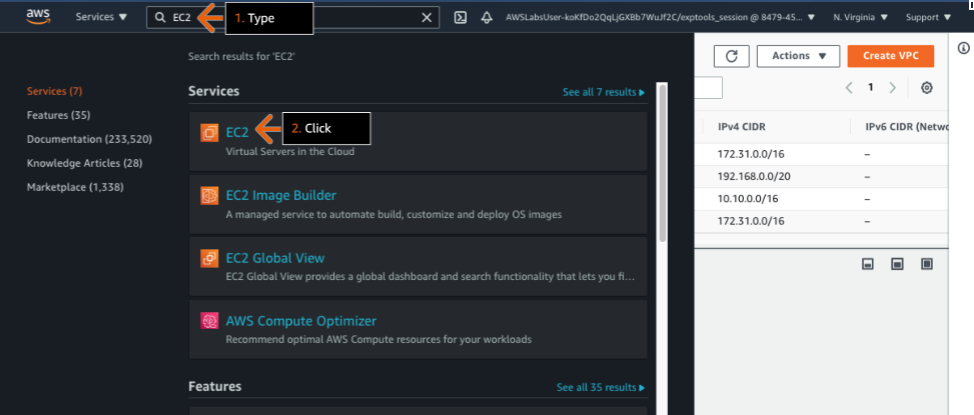 aws
Services ▼
EC2
1. Type
AWSLabsUser-koKfDo2QqLjGXBb7WuJf2C/exptools_session @ 8479-45... ▼
N. Virginia ▼
Support ▼
Search results for 'EC2'
Services (7)
Features (35)
Documentation (233,520)
Knowledge Articles (28)
Marketplace (1,338)
Services
See all 7 results ▶
EC2
2. Click
Virtual Servers in the Cloud
EC2 Image Builder
A managed service to automate build, customize and deploy OS images
EC2 Global View
EC2 Global View provides a global dashboard and search functionality that lets you fi...
AWS Compute Optimizer
Recommend optimal AWS Compute resources for your workloads
Features
See all 35 results ▶
Actions ▼
Create VPC
1
IPv4 CIDR
IPv6 CIDR (Netwo
172.31.0.0/16
–
192.168.0.0/20
–
10.10.0.0/16
–
172.31.0.0/16
–